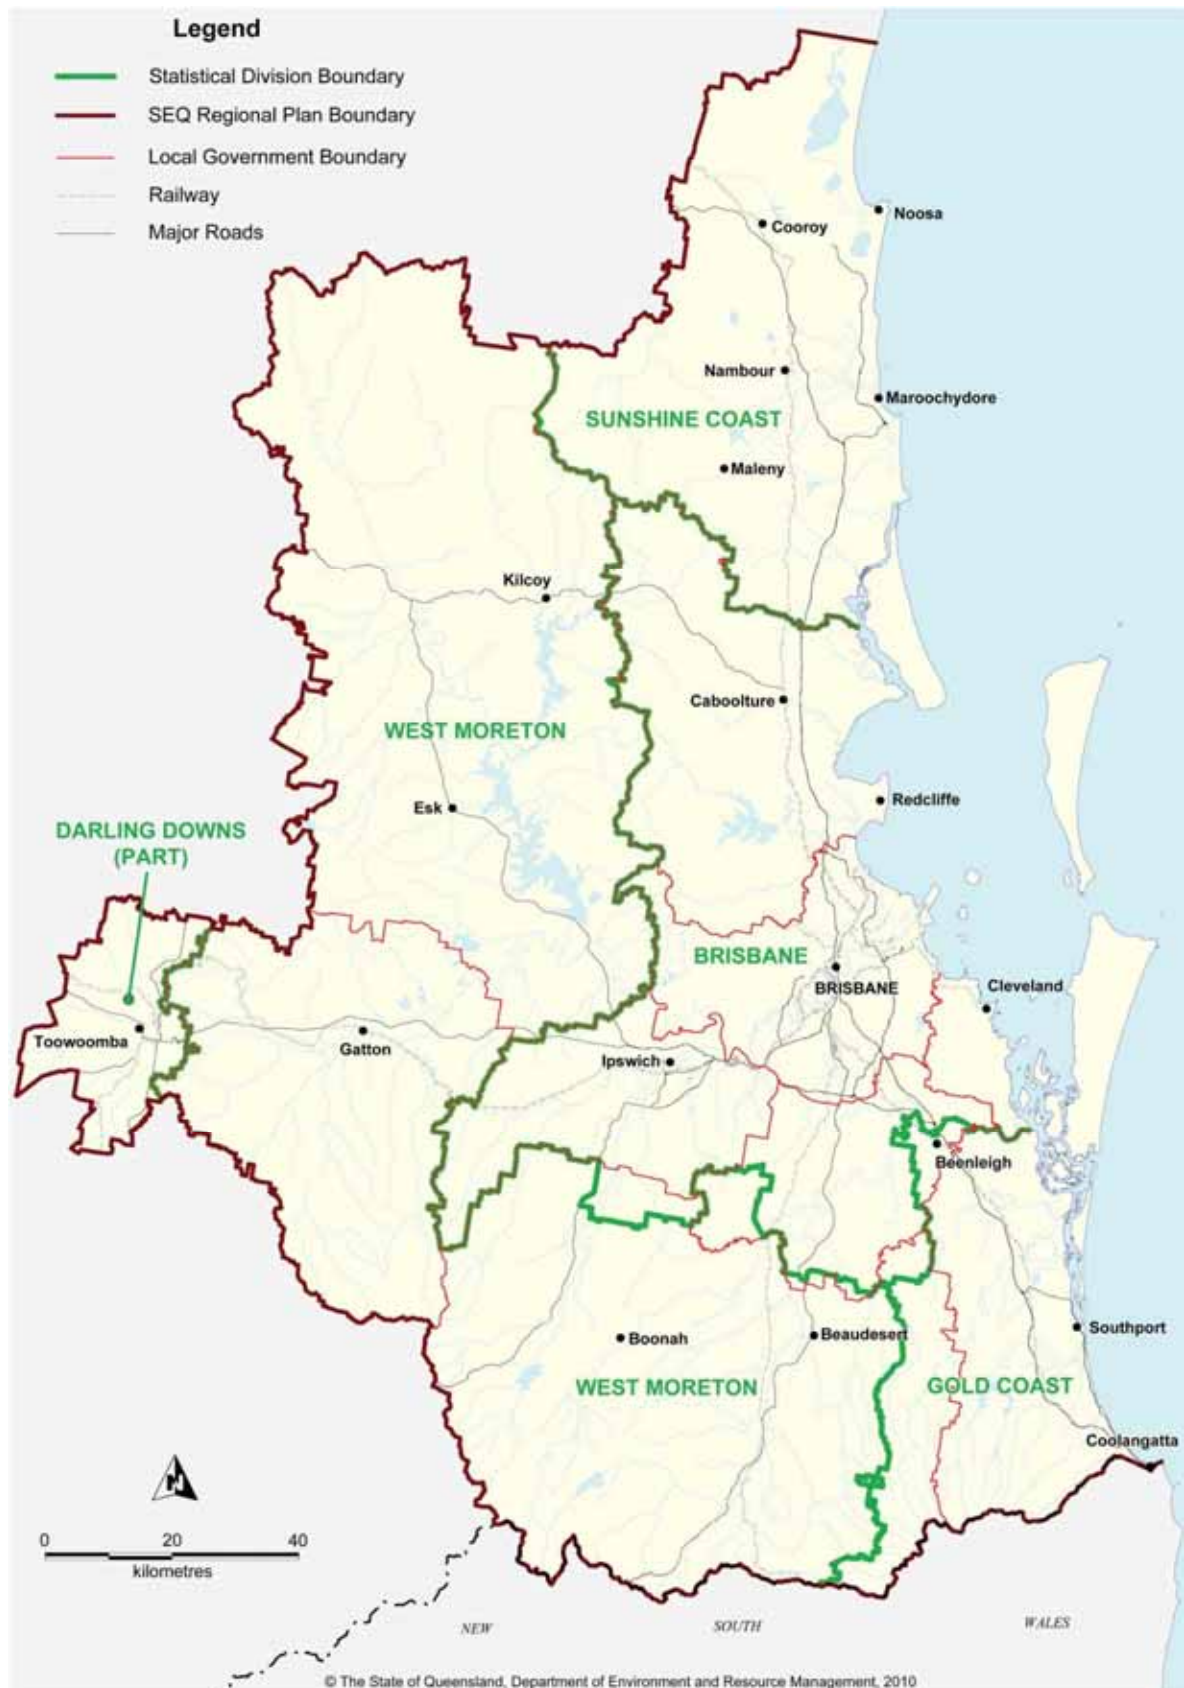 Legend
Statistical Division Boundary
SEQ Regional Plan Boundary
Local Government Boundary
Railway
Major Roads
Noosa
Cooroy
Nambour
Maroochydore
SUNSHINE COAST
Maleny
Kilcoy
Caboolture
WEST MORETON
Redcliffe
Esk
DARLING DOWNS
(PART)
BRISBANE
BRISBANE
Cleveland
Toowoomba
Gatton
Ipswich
Beenleigh
Southport
Boonah
Beaudesert
WEST MORETON
GOLD COAST
Coolangatta
N
0 20 40
kilometres
NEW SOUTH WALES
© The State of Queensland, Department of Environment and Resource Management, 2010